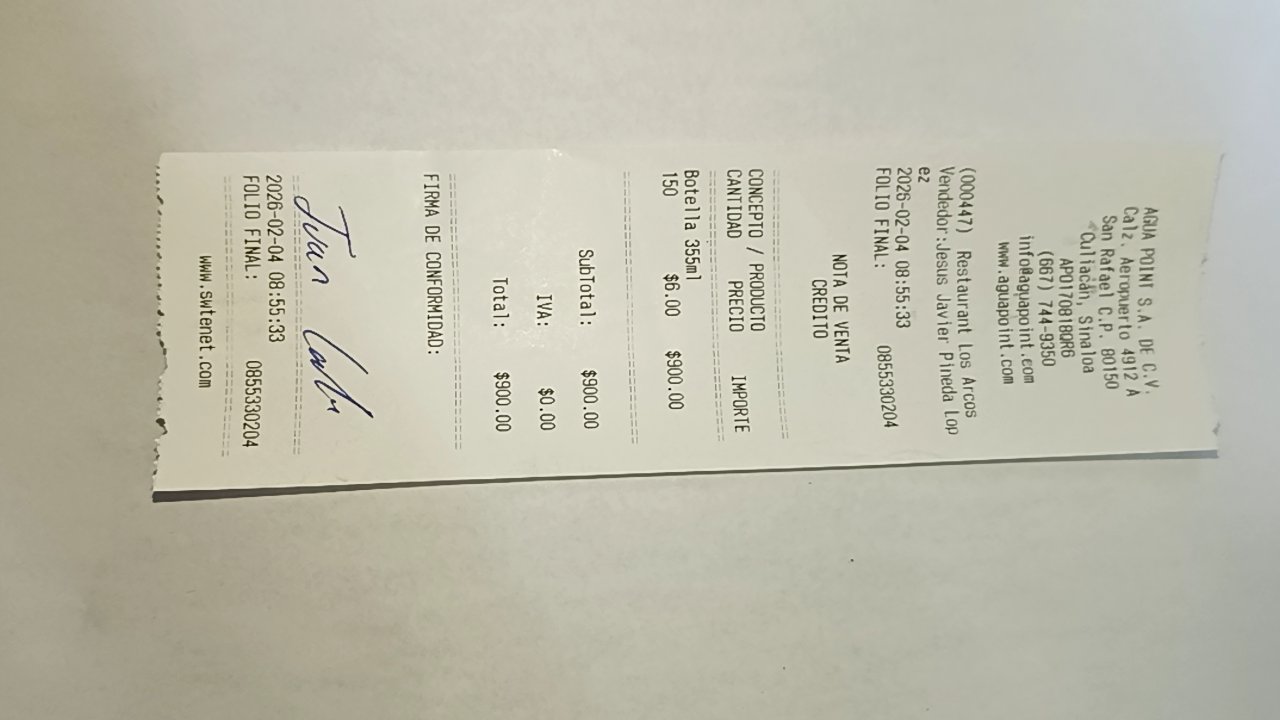 AGUA POINT S.A. DE C.V.
Calz. Aeropuerto 4912 A
San Rafael C.P. 80150
Culiacán, Sinaloa
APO170818QR6
(667) 744-9350
info@aguapoint.com
www.aguapoint.com
(000447) Restaurant Los Arcos
Vendedor:Jesus Javier Pineda Lop
ez
2026-02-04 08:55:33
FOLIO FINAL: 0855330204
NOTA DE VENTA
CREDITO
CONCEPTO / PRODUCTO
CANTIDAD PRECIO IMPORTE
Botella 355ml
150 $6.00 $900.00
SubTotal: $900.00
IVA: $0.00
Total: $900.00
FIRMA DE CONFORMIDAD:
Juan
2026-02-04 08:55:33
FOLIO FINAL: 0855330204
www.swtenet.com